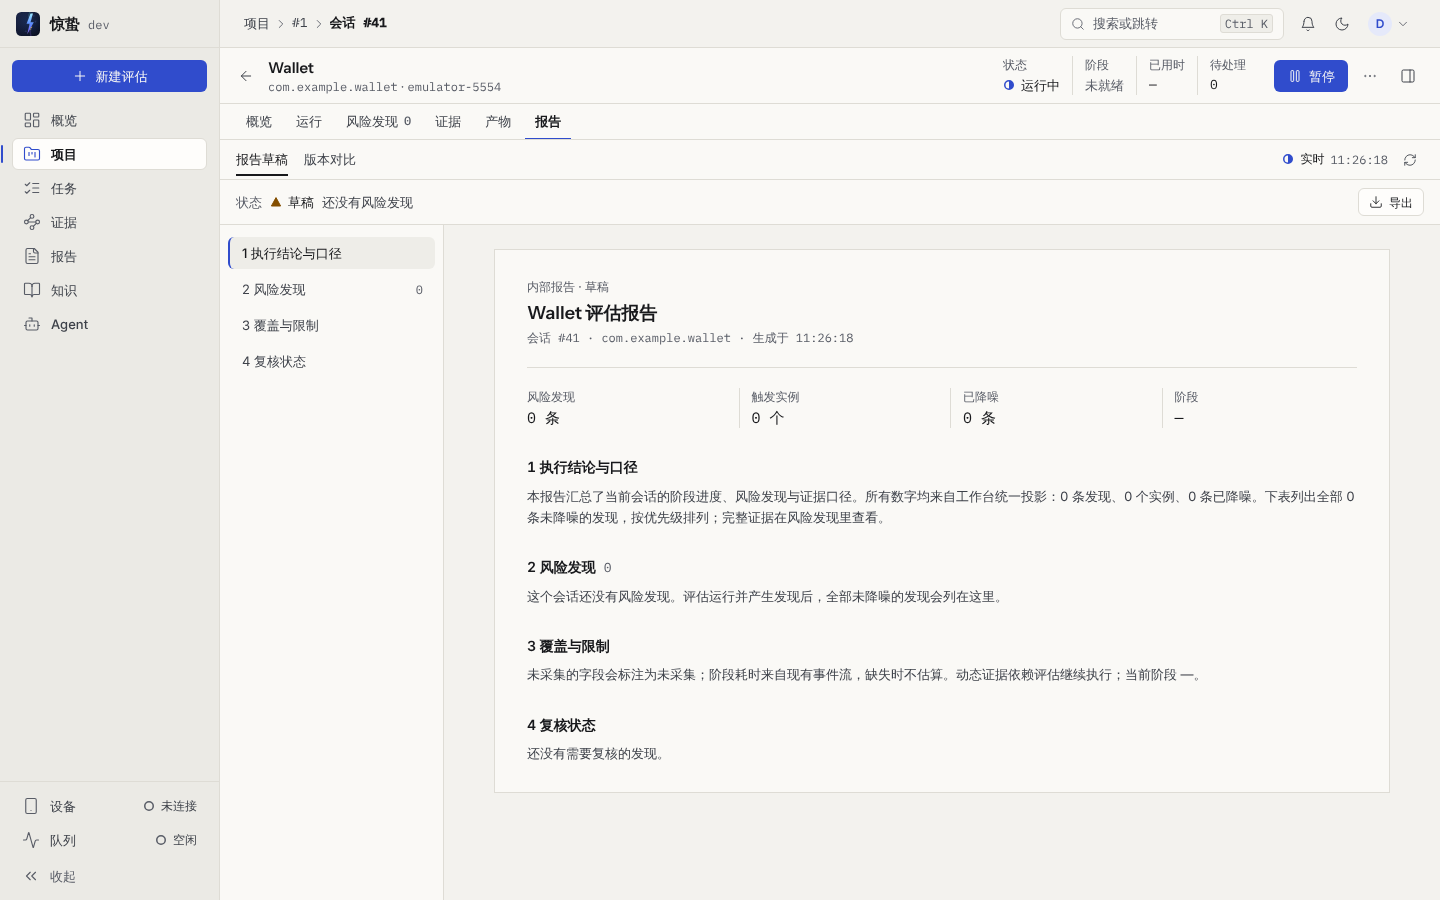 惊蛰 dev
项目 > #1 > 会话 #41
搜索或跳转 Ctrl K
D
新建评估
概览
项目
任务
证据
报告
知识
Agent
设备 未连接
队列 空闲
收起
Wallet
com.example.wallet·emulator-5554
状态 阶段 已用时 待处理
运行中 未就绪 — 0
暂停
概览 运行 风险发现 0 证据 产物 报告
报告草稿 版本对比
实时 11:26:18
状态 草稿 还没有风险发现
导出
1 执行结论与口径
2 风险发现 0
3 覆盖与限制
4 复核状态
内部报告 · 草稿
Wallet 评估报告
会话 #41 · com.example.wallet · 生成于 11:26:18
风险发现 触发实例 已降噪 阶段
0 条 0 个 0 条 —
1 执行结论与口径
本报告汇总了当前会话的阶段进度、风险发现与证据口径。所有数字均来自工作台统一投影：0 条发现、0 个实例、0 条已降噪。下表列出全部 0
条未降噪的发现，按优先级排列；完整证据在风险发现里查看。
2 风险发现 0
这个会话还没有风险发现。评估运行并产生发现后，全部未降噪的发现会列在这里。
3 覆盖与限制
未采集的字段会标注为未采集；阶段耗时来自现有事件流，缺失时不估算。动态证据依赖评估继续执行；当前阶段 —。
4 复核状态
还没有需要复核的发现。